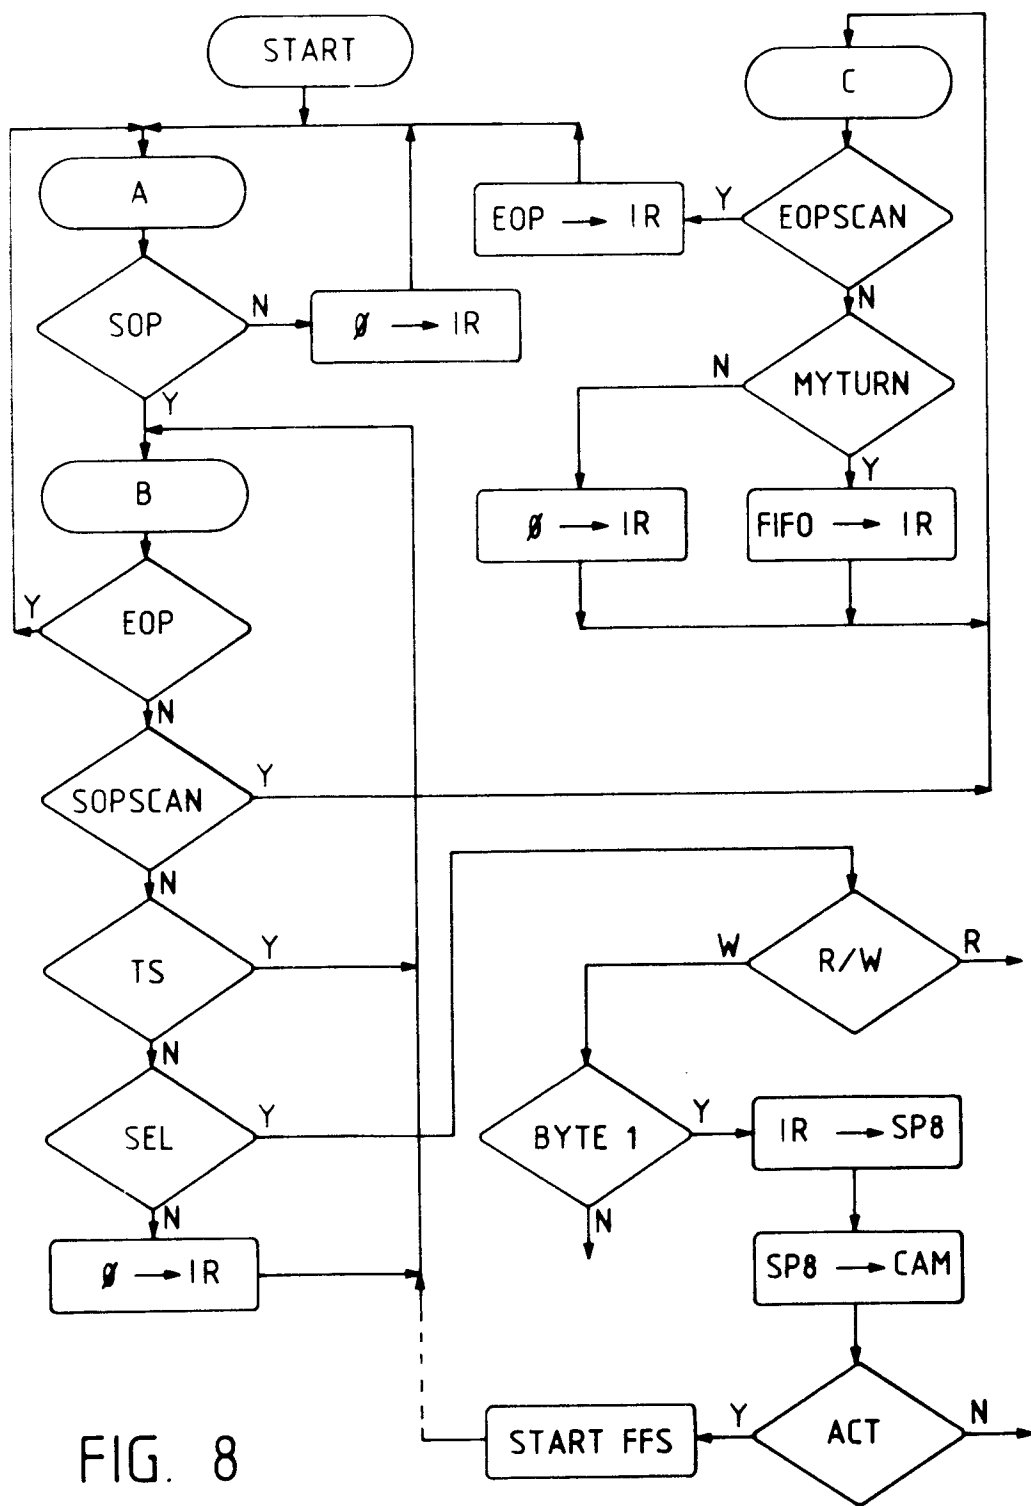 START
C
A
Y
EOPSCAN
EOP → IR
SOP
N
Ø → IR
N
N
MYTURN
Y
Y
B
Ø → IR
FIFO → IR
Y
EOP
N
SOPSCAN
Y
N
TS
Y
W
R/W
R
N
SEL
Y
BYTE 1
Y
IR → SP8
N
N
Ø → IR
SP8 → CAM
START FFS
Y
ACT
N
FIG. 8